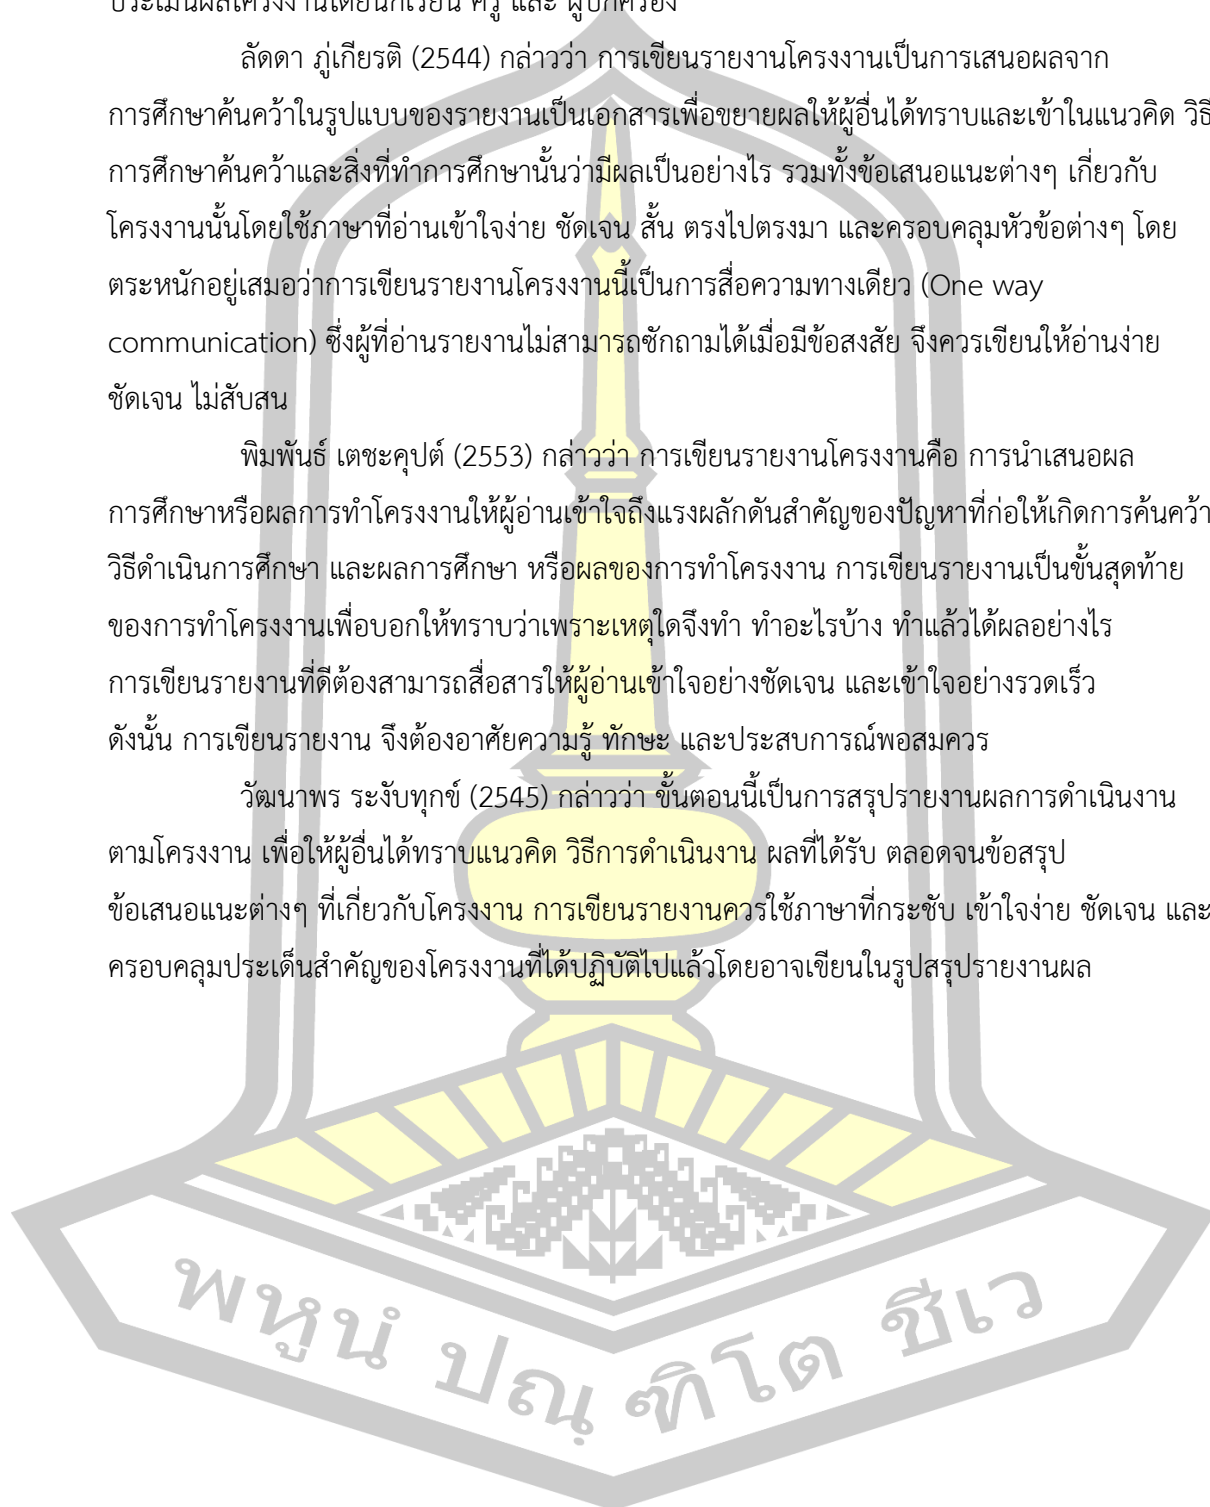 ประเมินผลโครงงานโดยนักเรียน ครู และ ผู้ปกครอง
ลัดดา ภู่เกียรติ (2544) กล่าวว่า การเขียนรายงานโครงงานเป็นการเสนอผลจาก
การศึกษาค้นคว้าในรูปแบบของรายงานเป็นเอกสารเพื่อขยายผลให้ผู้อื่นได้ทราบและเข้าในแนวคิด วิธี
การศึกษาค้นคว้าและสิ่งที่ทำการศึกษานั้นว่ามีผลเป็นอย่างไร รวมทั้งข้อเสนอแนะต่างๆ เกี่ยวกับ
โครงงานนั้นโดยใช้ภาษาที่อ่านเข้าใจง่าย ชัดเจน สั้น ตรงไปตรงมา และครอบคลุมหัวข้อต่างๆ โดย
ตระหนักอยู่เสมอว่าการเขียนรายงานโครงงานนี้เป็นการสื่อความทางเดียว (One way
communication) ซึ่งผู้ที่อ่านรายงานไม่สามารถซักถามได้เมื่อมีข้อสงสัย จึงควรเขียนให้อ่านง่าย
ชัดเจน ไม่สับสน
พิมพันธ์ เตชะคุปต์ (2553) กล่าวว่า การเขียนรายงานโครงงานคือ การนำเสนอผล
การศึกษาหรือผลการทำโครงงานให้ผู้อ่านเข้าใจถึงแรงผลักดันสำคัญของปัญหาที่ก่อให้เกิดการค้นคว้า
วิธีดำเนินการศึกษา และผลการศึกษา หรือผลของการทำโครงงาน การเขียนรายงานเป็นขั้นสุดท้าย
ของการทำโครงงานเพื่อบอกให้ทราบว่าเพราะเหตุใดจึงทำ ทำอะไรบ้าง ทำแล้วได้ผลอย่างไร
การเขียนรายงานที่ดีต้องสามารถสื่อสารให้ผู้อ่านเข้าใจอย่างชัดเจน และเข้าใจอย่างรวดเร็ว
ดังนั้น การเขียนรายงาน จึงต้องอาศัยความรู้ ทักษะ และประสบการณ์พอสมควร
วัฒนาพร ระงับทุกข์ (2545) กล่าวว่า ขั้นตอนนี้เป็นการสรุปรายงานผลการดำเนินงาน
ตามโครงงาน เพื่อให้ผู้อื่นได้ทราบแนวคิด วิธีการดำเนินงาน ผลที่ได้รับ ตลอดจนข้อสรุป
ข้อเสนอแนะต่างๆ ที่เกี่ยวกับโครงงาน การเขียนรายงานควรใช้ภาษาที่กระชับ เข้าใจง่าย ชัดเจน และ
ครอบคลุมประเด็นสำคัญของโครงงานที่ได้ปฏิบัติไปแล้วโดยอาจเขียนในรูปสรุปรายงานผล
พหูนํ ปณฺฑิโต ชีเว